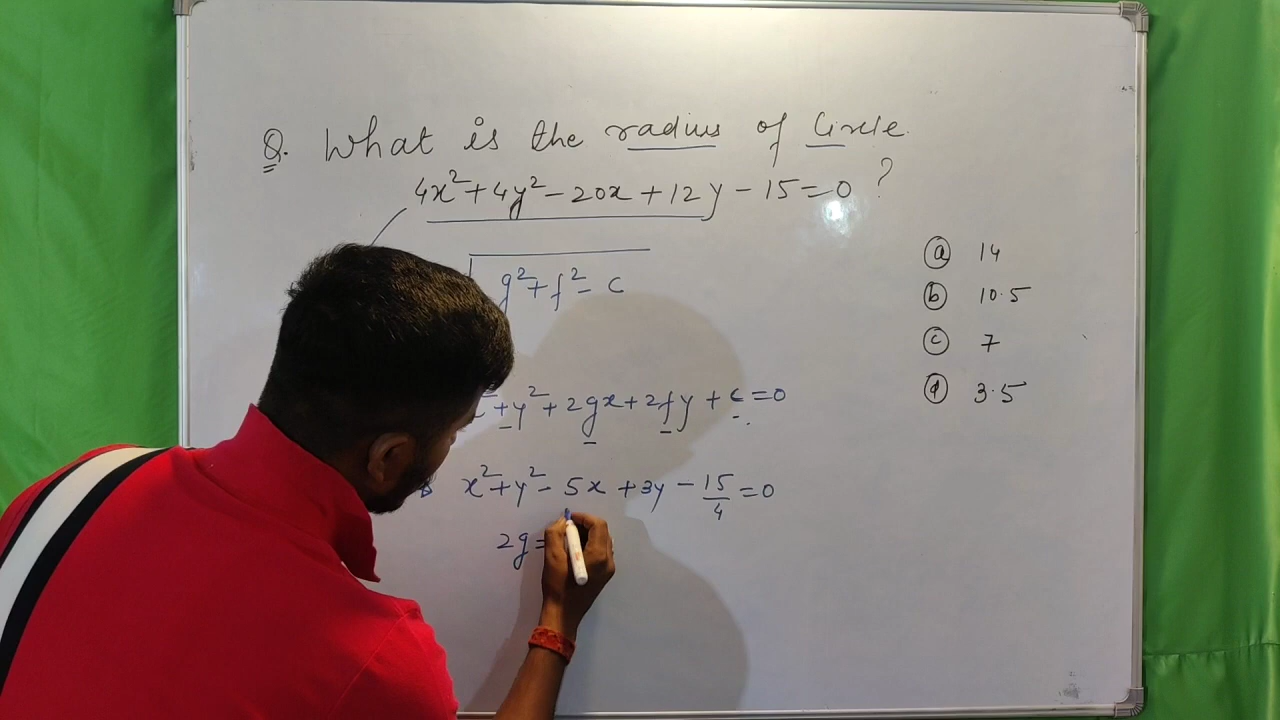 Q. What is the radius of Circle
4x²+4y²-20x+12y-15=0 ?
g²+f²-c
+y²+2gx+2fy+c=0
x²+y²-5x+3y-15/4=0
2g=
(a) 14
(b) 10.5
(c) 7
(d) 3.5